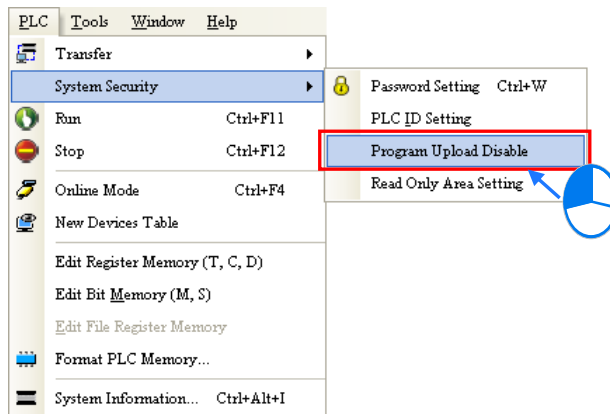 PLC Tools Window Help
Transfer
System Security
Run Ctrl+F11
Stop Ctrl+F12
Online Mode Ctrl+F4
New Devices Table
Edit Register Memory (T, C, D)
Edit Bit Memory (M, S)
Edit File Register Memory
Format PLC Memory...
System Information... Ctrl+Alt+I
Password Setting Ctrl+W
PLC ID Setting
Program Upload Disable
Read Only Area Setting